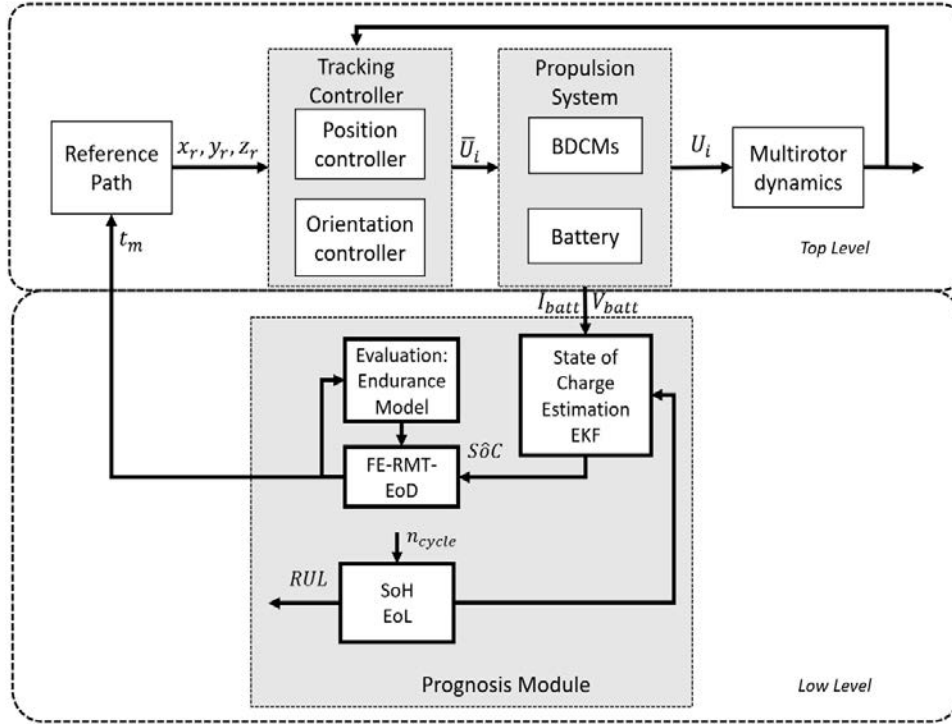 Tracking
Controller
Position
controller
Orientation
controller
Propulsion
System
BDCMs
Battery
Reference
Path
x_r, y_r, z_r
U̅_i
U_i
Multirotor
dynamics
t_m
Top Level
I_batt V_batt
Evaluation:
Endurance
Model
State of
Charge
Estimation
EKF
FE-RMT-
EoD
SôC
n_cycle
RUL
SoH
EoL
Prognosis Module
Low Level